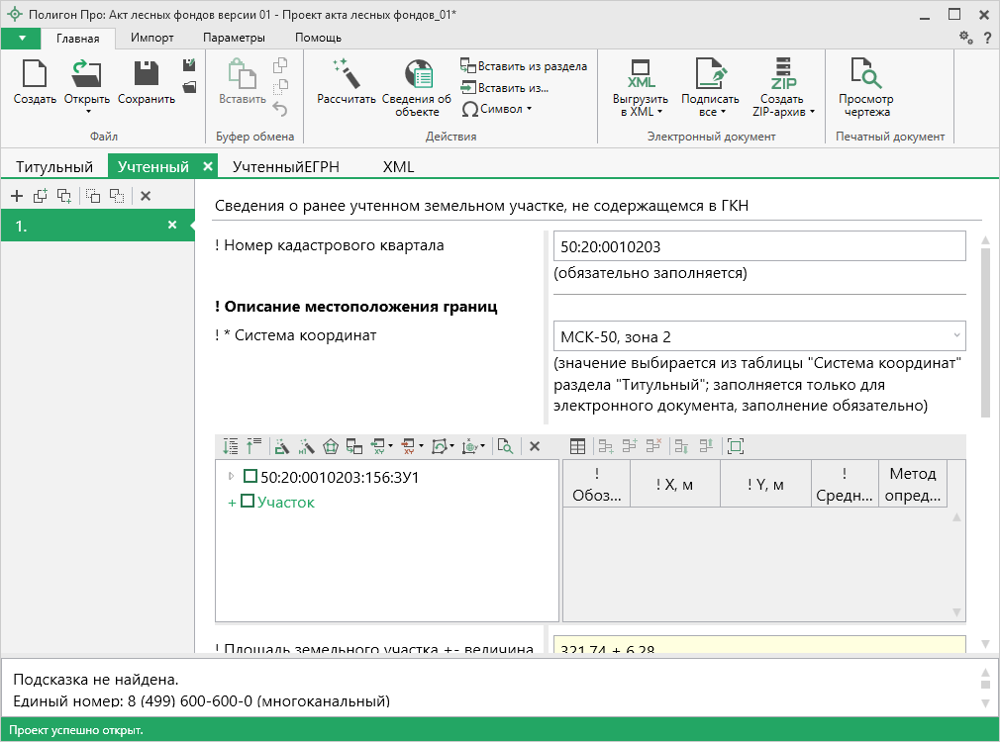 Полигон Про: Акт лесных фондов версии 01 - Проект акта лесных фондов_01*
Главная Импорт Параметры Помощь
?
Создать Открыть Сохранить
Файл
Вставить
Буфер обмена
Рассчитать Сведения об объекте
Вставить из раздела
Вставить из...
Символ
Действия
XML
Выгрузить в XML
Подписать все
ZIP
Создать ZIP-архив
Электронный документ
Просмотр чертежа
Печатный документ
Титульный Учтенный УчтенныйЕГРН XML
1.
Сведения о ранее учтенном земельном участке, не содержащемся в ГКН
! Номер кадастрового квартала
50:20:0010203
(обязательно заполняется)
! Описание местоположения границ
! * Система координат
МСК-50, зона 2
(значение выбирается из таблицы "Система координат"
раздела "Титульный"; заполняется только для
электронного документа, заполнение обязательно)
50:20:0010203:156:ЗУ1
+ Участок
! Обоз... ! X, м ! Y, м ! Средн... Метод опред...
! Площадь земельного участка +- величина
321.74 ± 6.28
Подсказка не найдена.
Единый номер: 8 (499) 600-600-0 (многоканальный)
Проект успешно открыт.